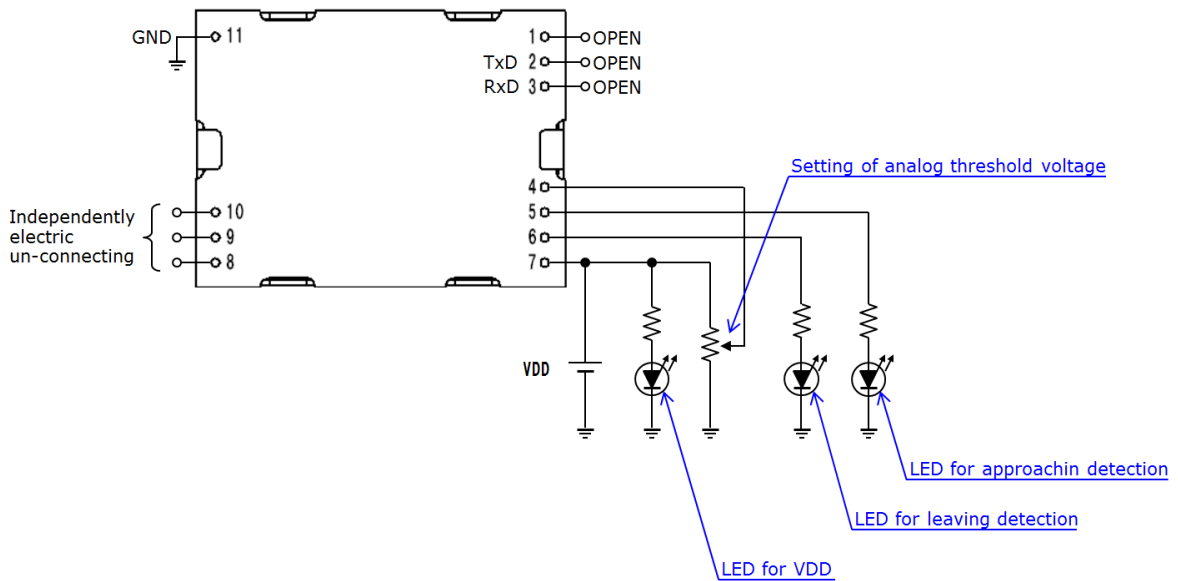 GND
11
1 OPEN
TxD 2 OPEN
RxD 3 OPEN
Setting of analog threshold voltage
4
Independently
electric
un-connecting
10
9
8
5
6
7
VDD
LED for approachin detection
LED for leaving detection
LED for VDD